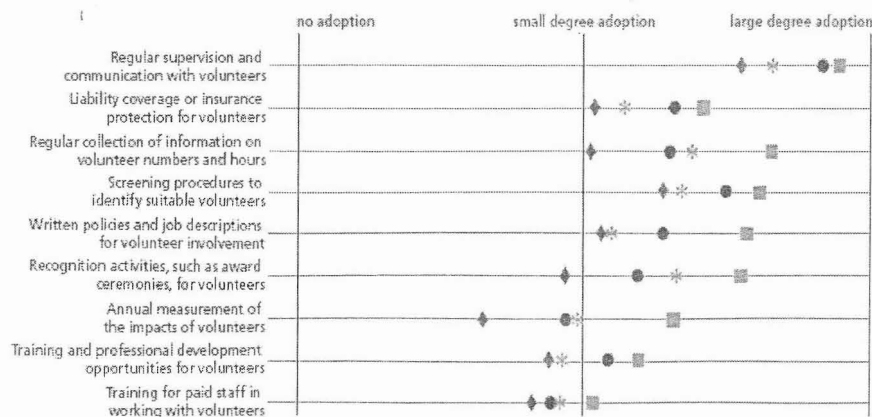 no adoption
small degree adoption
large degree adoption
Regular supervision and
communication with volunteers
Liability coverage or insurance
protection for volunteers
Regular collection of information on
volunteer numbers and hours
Screening procedures to
identify suitable volunteers
Written policies and job descriptions
for volunteer involvement
Recognition activities, such as award
ceremonies, for volunteers
Annual measurement of
the impacts of volunteers
Training and professional development
opportunities for volunteers
Training for paid staff in
working with volunteers